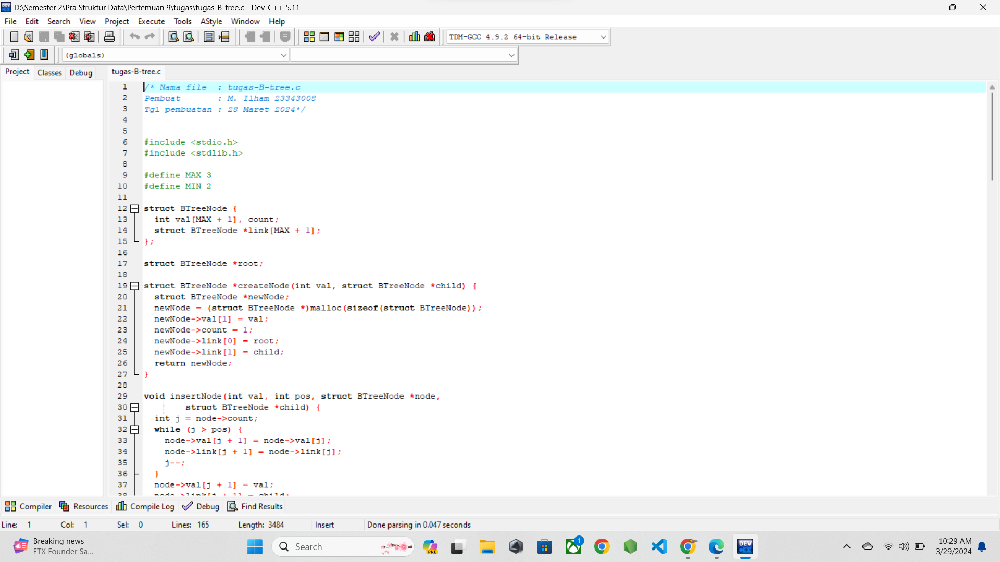 D:\Semester 2\Pra Struktur Data\Pertemuan 9\tugas\tugas-B-tree.c - Dev-C++ 5.11
File Edit Search View Project Execute Tools AStyle Window Help
TDM-GCC 4.9.2 64-bit Release
(globals)
Project Classes Debug
tugas-B-tree.c
1 /* Nama file  : tugas-B-tree.c
2 Pembuat       : M. Ilham 23343008
3 Tgl pembuatan : 28 Maret 2024*/
4
5
6 #include <stdio.h>
7 #include <stdlib.h>
8
9 #define MAX 3
10 #define MIN 2
11
12 struct BTreeNode {
13   int val[MAX + 1], count;
14   struct BTreeNode *link[MAX + 1];
15 };
16
17 struct BTreeNode *root;
18
19 struct BTreeNode *createNode(int val, struct BTreeNode *child) {
20   struct BTreeNode *newNode;
21   newNode = (struct BTreeNode *)malloc(sizeof(struct BTreeNode));
22   newNode->val[1] = val;
23   newNode->count = 1;
24   newNode->link[0] = root;
25   newNode->link[1] = child;
26   return newNode;
27 }
28
29 void insertNode(int val, int pos, struct BTreeNode *node,
30         struct BTreeNode *child) {
31   int j = node->count;
32   while (j > pos) {
33     node->val[j + 1] = node->val[j];
34     node->link[j + 1] = node->link[j];
35     j--;
36   }
37   node->val[j + 1] = val;
38   node->link[j + 1] = child;
Compiler Resources Compile Log Debug Find Results
Line: 1 Col: 1 Sel: 0 Lines: 165 Length: 3484 Insert Done parsing in 0.047 seconds
Breaking news
FTX Founder Sa...
Search
PRE
1
DEV C++
10:29 AM
3/29/2024